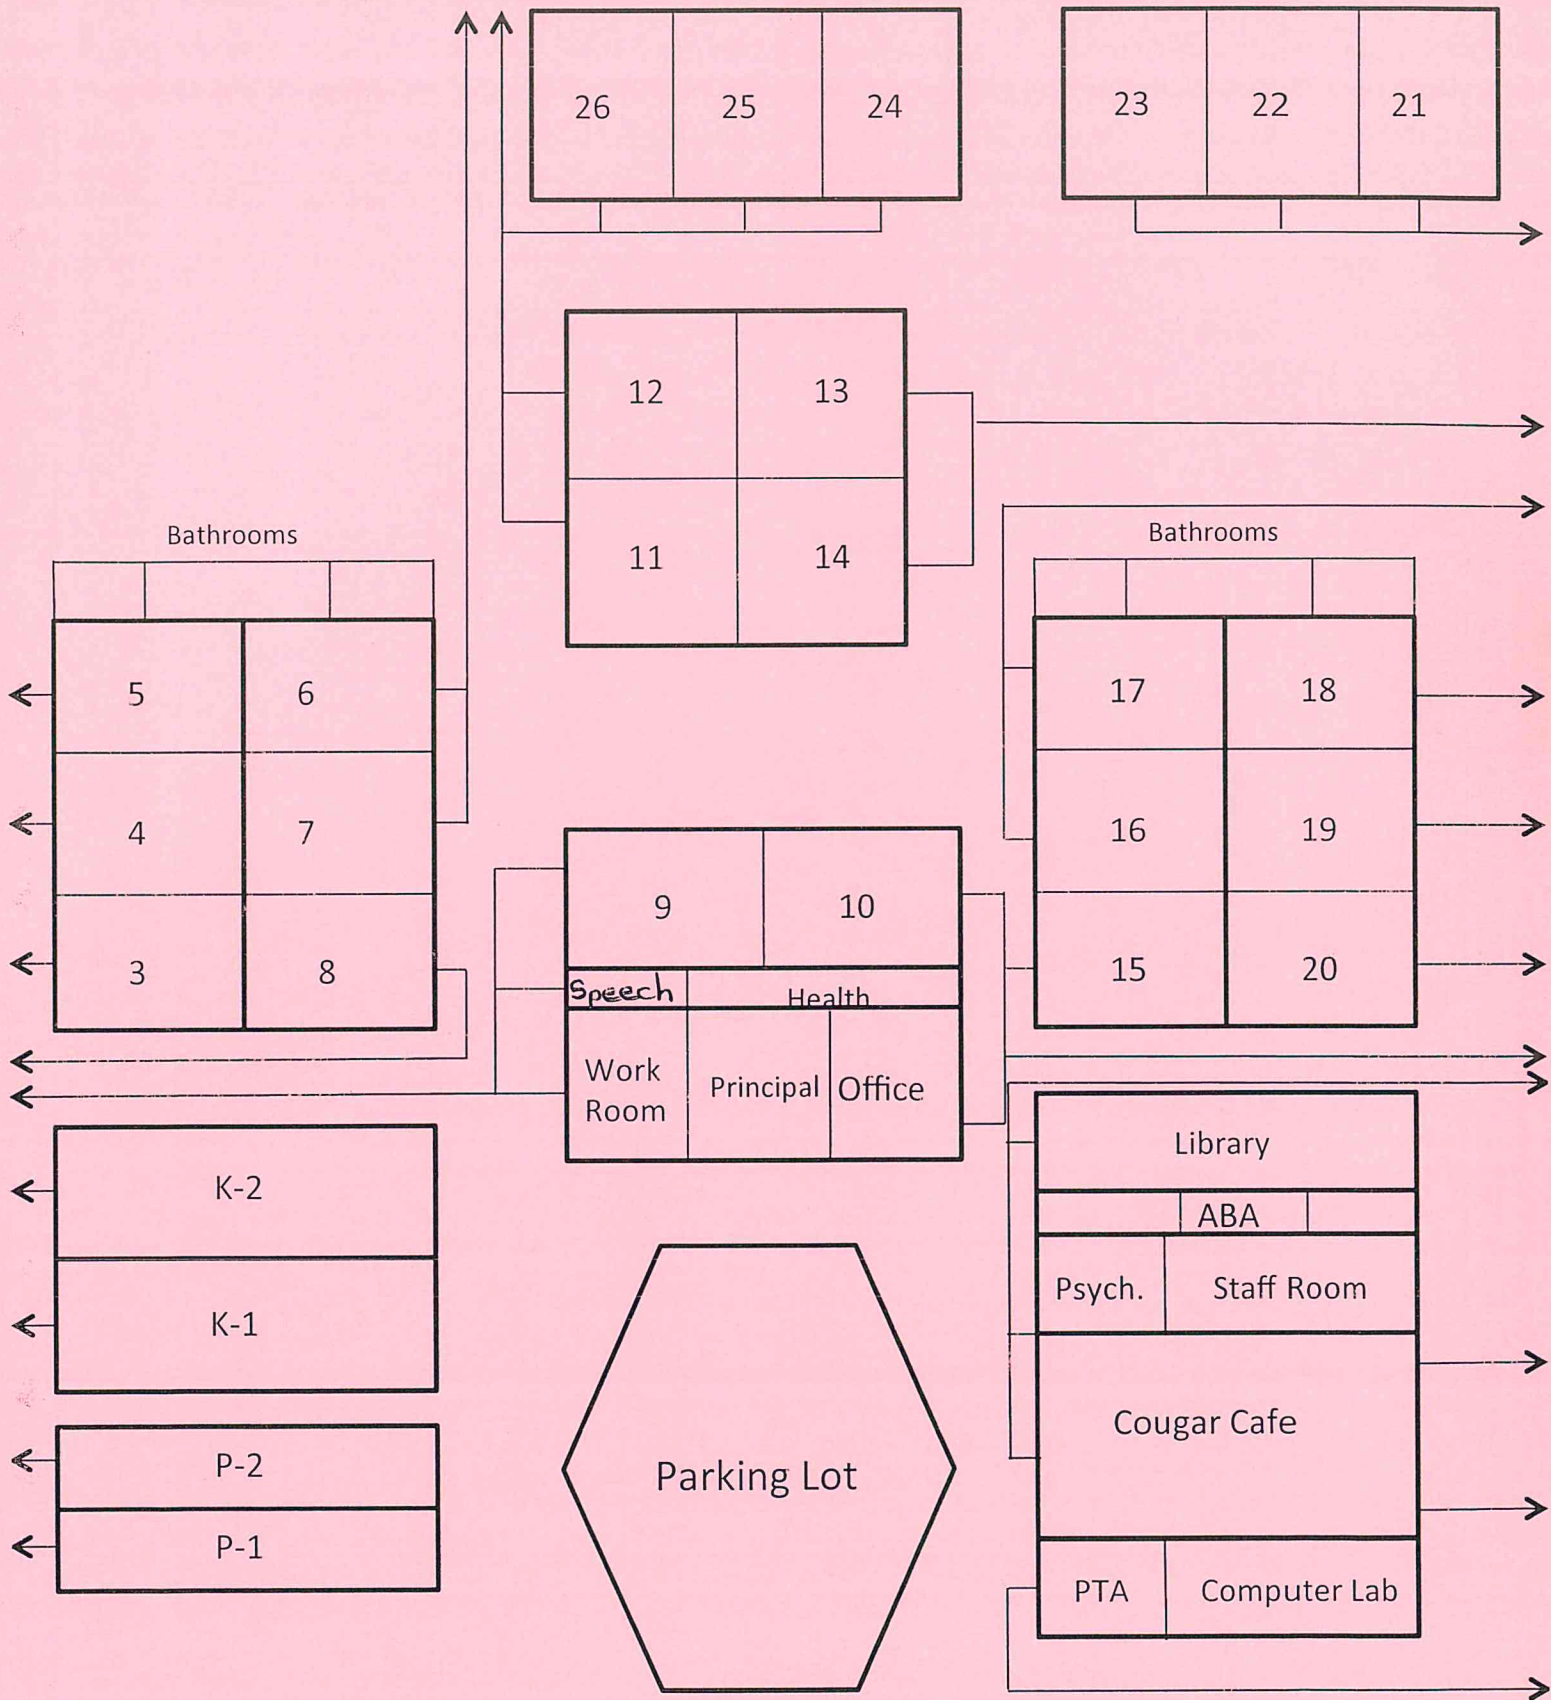 26 25 24 23 22 21
12 13
11 14
Bathrooms Bathrooms
5 6 17 18
4 7 16 19
9 10
3 8 15 20
Speech Health
Work
Room
Principal Office
Library
K-2
ABA
Psych. Staff Room
K-1
Cougar Cafe
P-2
Parking Lot
P-1
PTA Computer Lab